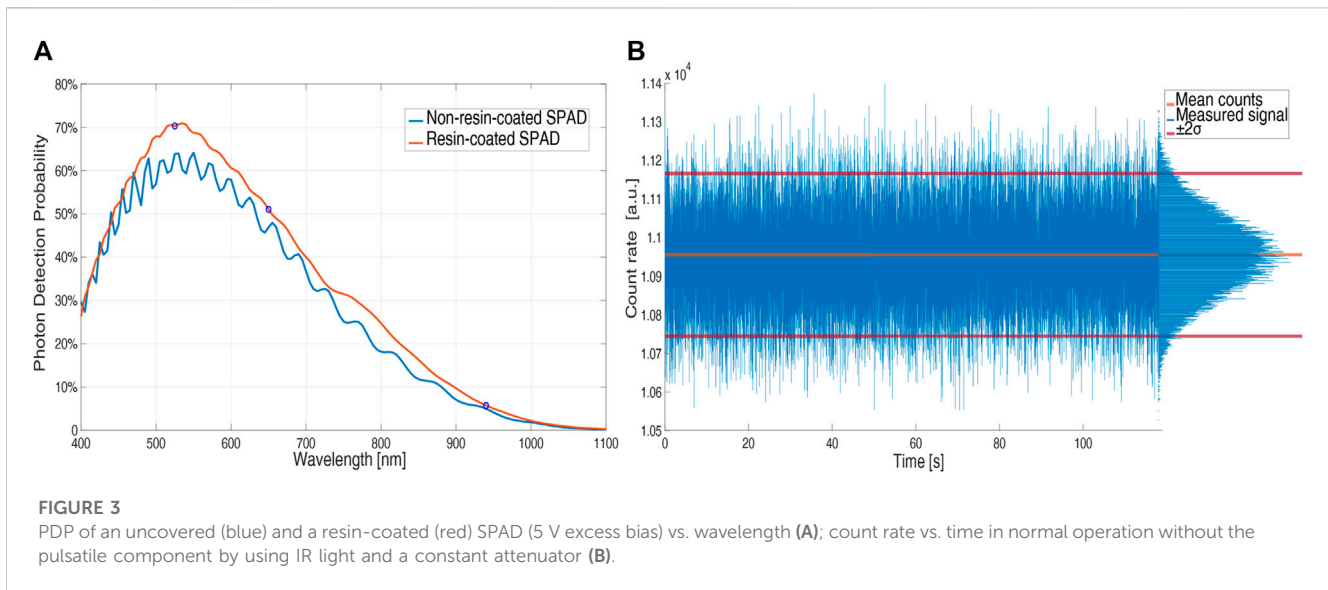 A
80%
70%
60%
50%
40%
30%
20%
10%
0
Photon Detection Probability
400
500
600
700
800
900
1000
1100
Wavelength [nm]
Non-resin-coated SPAD
Resin-coated SPAD
B
x 10^4
1.14
1.13
1.12
1.11
1.1
1.09
1.08
1.07
1.06
1.05
Count rate [a.u.]
0
20
40
60
80
100
Time [s]
Mean counts
Measured signal
±2σ
FIGURE 3
PDP of an uncovered (blue) and a resin-coated (red) SPAD (5 V excess bias) vs. wavelength (A); count rate vs. time in normal operation without the
pulsatile component by using IR light and a constant attenuator (B).